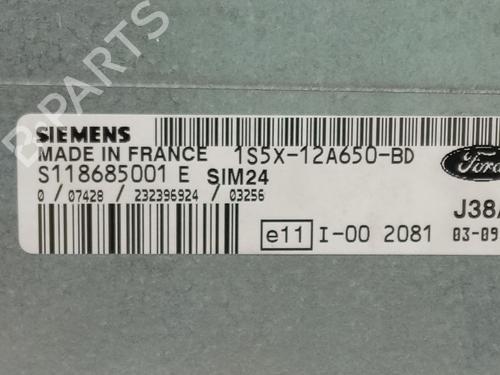 B-PARTS
SIEMENS
MADE IN FRANCE 1S5X-12A650-BD
S118685001 E SIM24
0 / 07428 / 232396924 / 03256
Ford
J38A
e11 I-00 2081 03-09